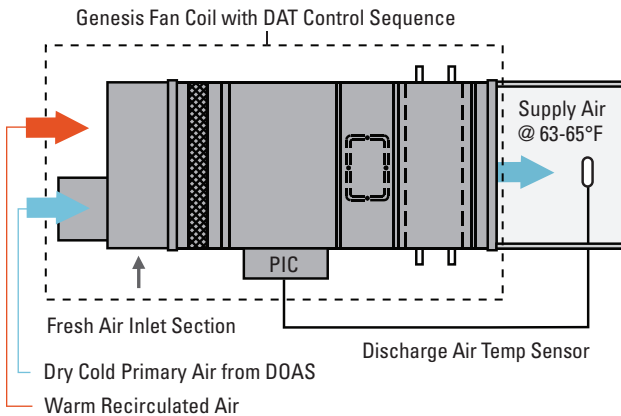 Genesis Fan Coil with DAT Control Sequence
Supply Air
@ 63-65°F
PIC
Fresh Air Inlet Section
Discharge Air Temp Sensor
Dry Cold Primary Air from DOAS
Warm Recirculated Air